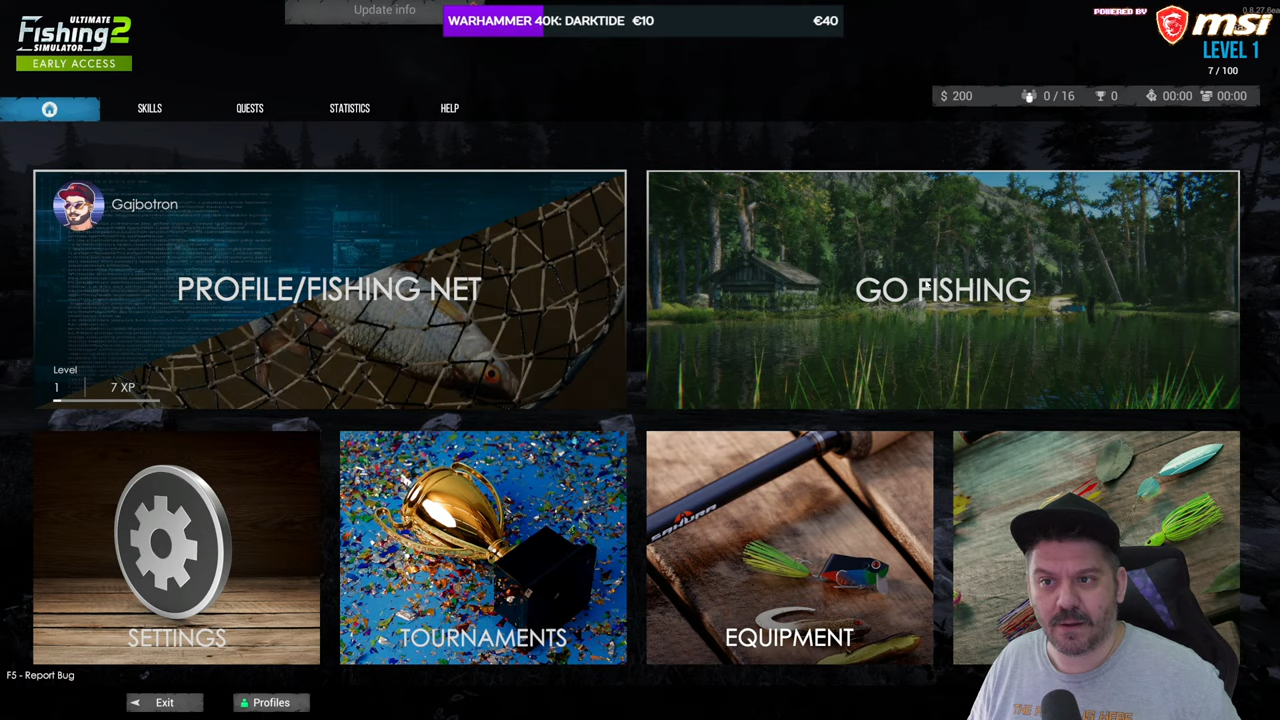 ULTIMATE
Fishing 2
SIMULATOR
EARLY ACCESS
Update info
WARHAMMER 40K: DARKTIDE €10 €40
POWERED BY
msi
LEVEL 1
7 / 100
SKILLS
QUESTS
STATISTICS
HELP
$ 200 0 / 16 0 00:00 00:00
Gajbotron
PROFILE/FISHING NET
Level
1 7 XP
GO FISHING
SETTINGS
TOURNAMENTS
SAKURA
EQUIPMENT
F5 - Report Bug
Exit
Profiles